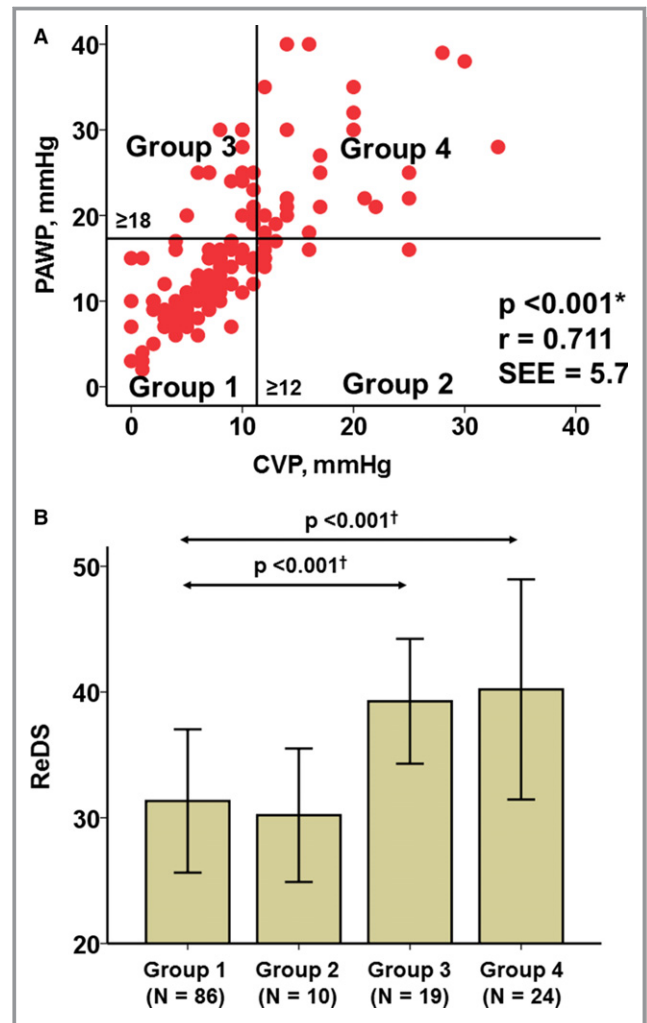 A
40
30
20
10
0
PAWP, mmHg
Group 3
Group 4
≥18
p <0.001*
r = 0.711
SEE = 5.7
Group 1
≥12
Group 2
0
10
20
30
40
CVP, mmHg
B
p <0.001†
p <0.001†
50
40
30
20
ReDS
Group 1
(N = 86)
Group 2
(N = 10)
Group 3
(N = 19)
Group 4
(N = 24)